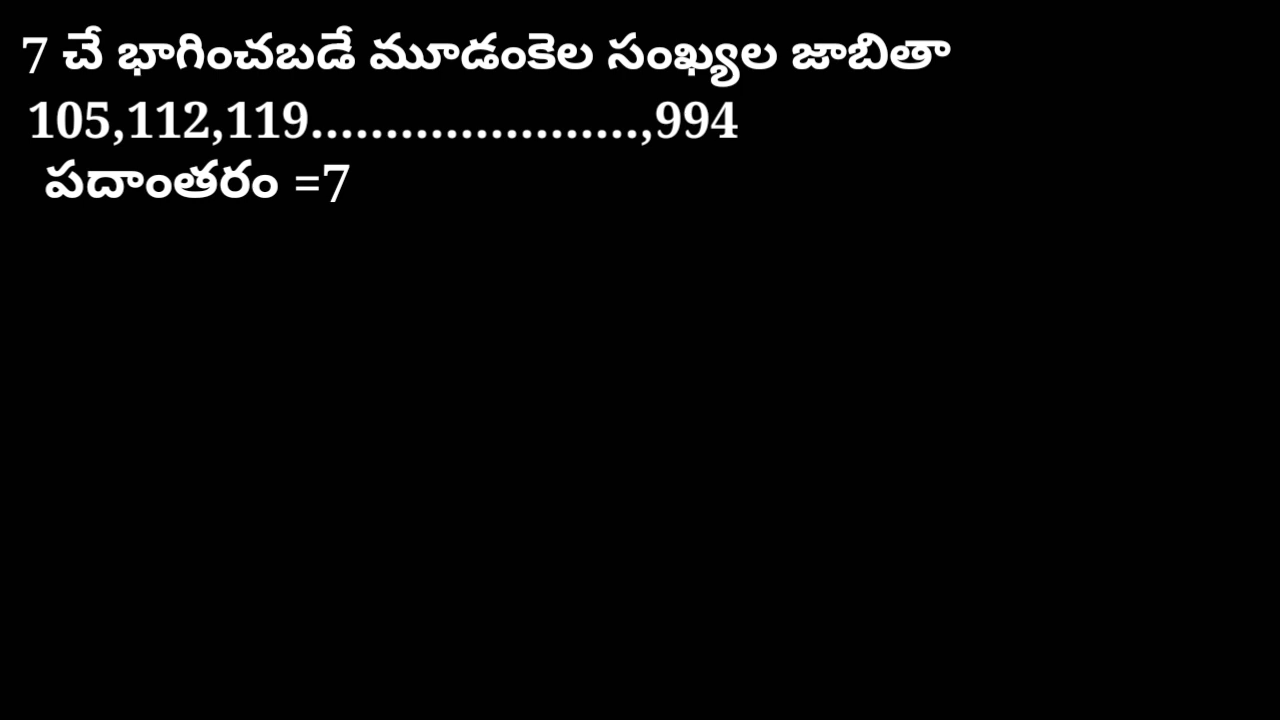 7 చే భాగించబడే మూడంకెల సంఖ్యల జాబితా
105,112,119......................,994
పదాంతరం =7